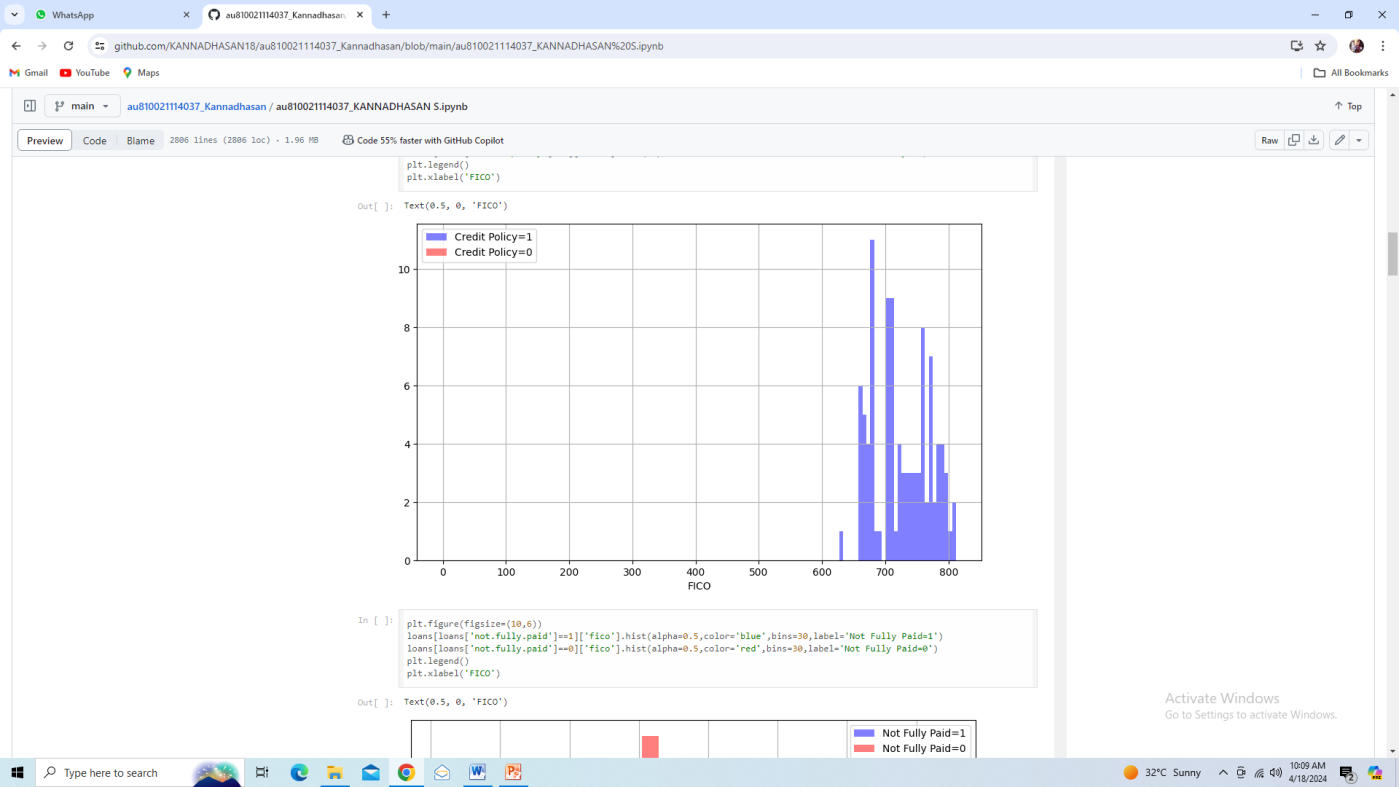 WhatsApp
au810021114037_Kannadhasan
github.com/KANNADHASAN18/au810021114037_Kannadhasan/blob/main/au810021114037_KANNADHASAN%20S.ipynb
Gmail
YouTube
Maps
All Bookmarks
main
au810021114037_Kannadhasan / au810021114037_KANNADHASAN S.ipynb
Top
Preview
Code
Blame
2806 lines (2806 loc) · 1.96 MB
Code 55% faster with GitHub Copilot
Raw
plt.legend()
plt.xlabel('FICO')
Out[ ]: Text(0.5, 0, 'FICO')
Credit Policy=1
Credit Policy=0
10
8
6
4
2
0
0 100 200 300 400 500 600 700 800
FICO
In [ ]: plt.figure(figsize=(10,6))
loans[loans['not.fully.paid']==1]['fico'].hist(alpha=0.5,color='blue',bins=30,label='Not Fully Paid=1')
loans[loans['not.fully.paid']==0]['fico'].hist(alpha=0.5,color='red',bins=30,label='Not Fully Paid=0')
plt.legend()
plt.xlabel('FICO')
Out[ ]: Text(0.5, 0, 'FICO')
Not Fully Paid=1
Not Fully Paid=0
Activate Windows
Go to Settings to activate Windows.
Type here to search
32°C Sunny
10:09 AM
4/18/2024
2